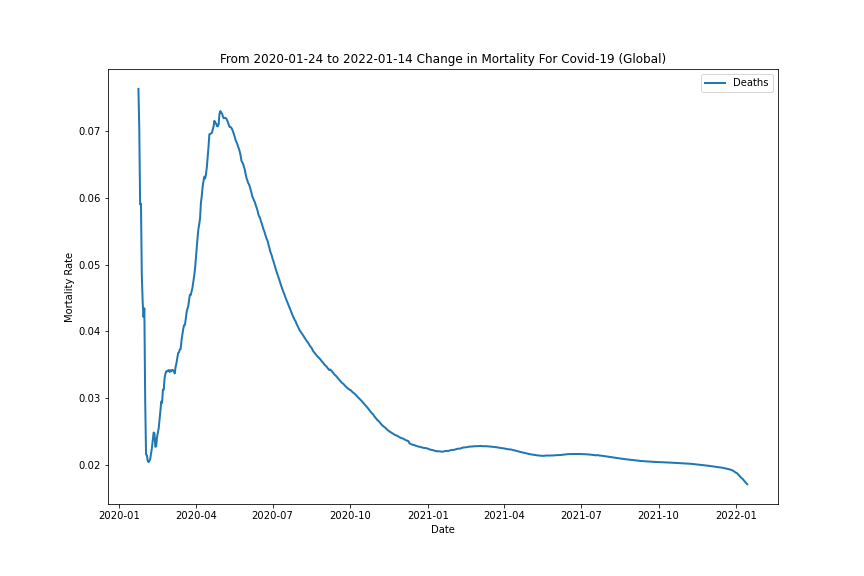 From 2020-01-24 to 2022-01-14 Change in Mortality For Covid-19 (Global)
Deaths
Mortality Rate
0.07
0.06
0.05
0.04
0.03
0.02
2020-01 2020-04 2020-07 2020-10 2021-01 2021-04 2021-07 2021-10 2022-01
Date